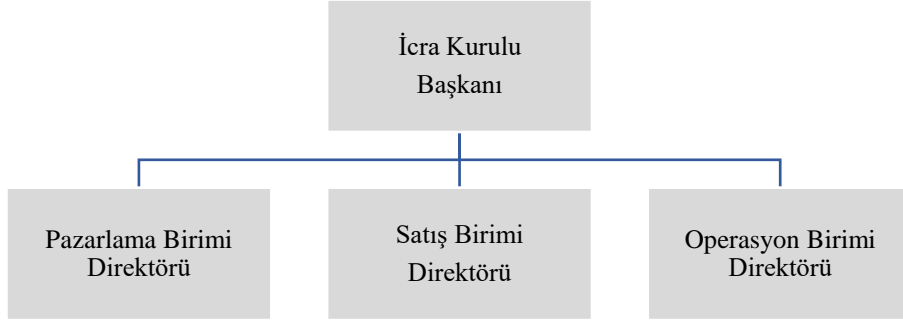 İcra Kurulu
Başkanı
Pazarlama Birimi
Direktörü
Satış Birimi
Direktörü
Operasyon Birimi
Direktörü